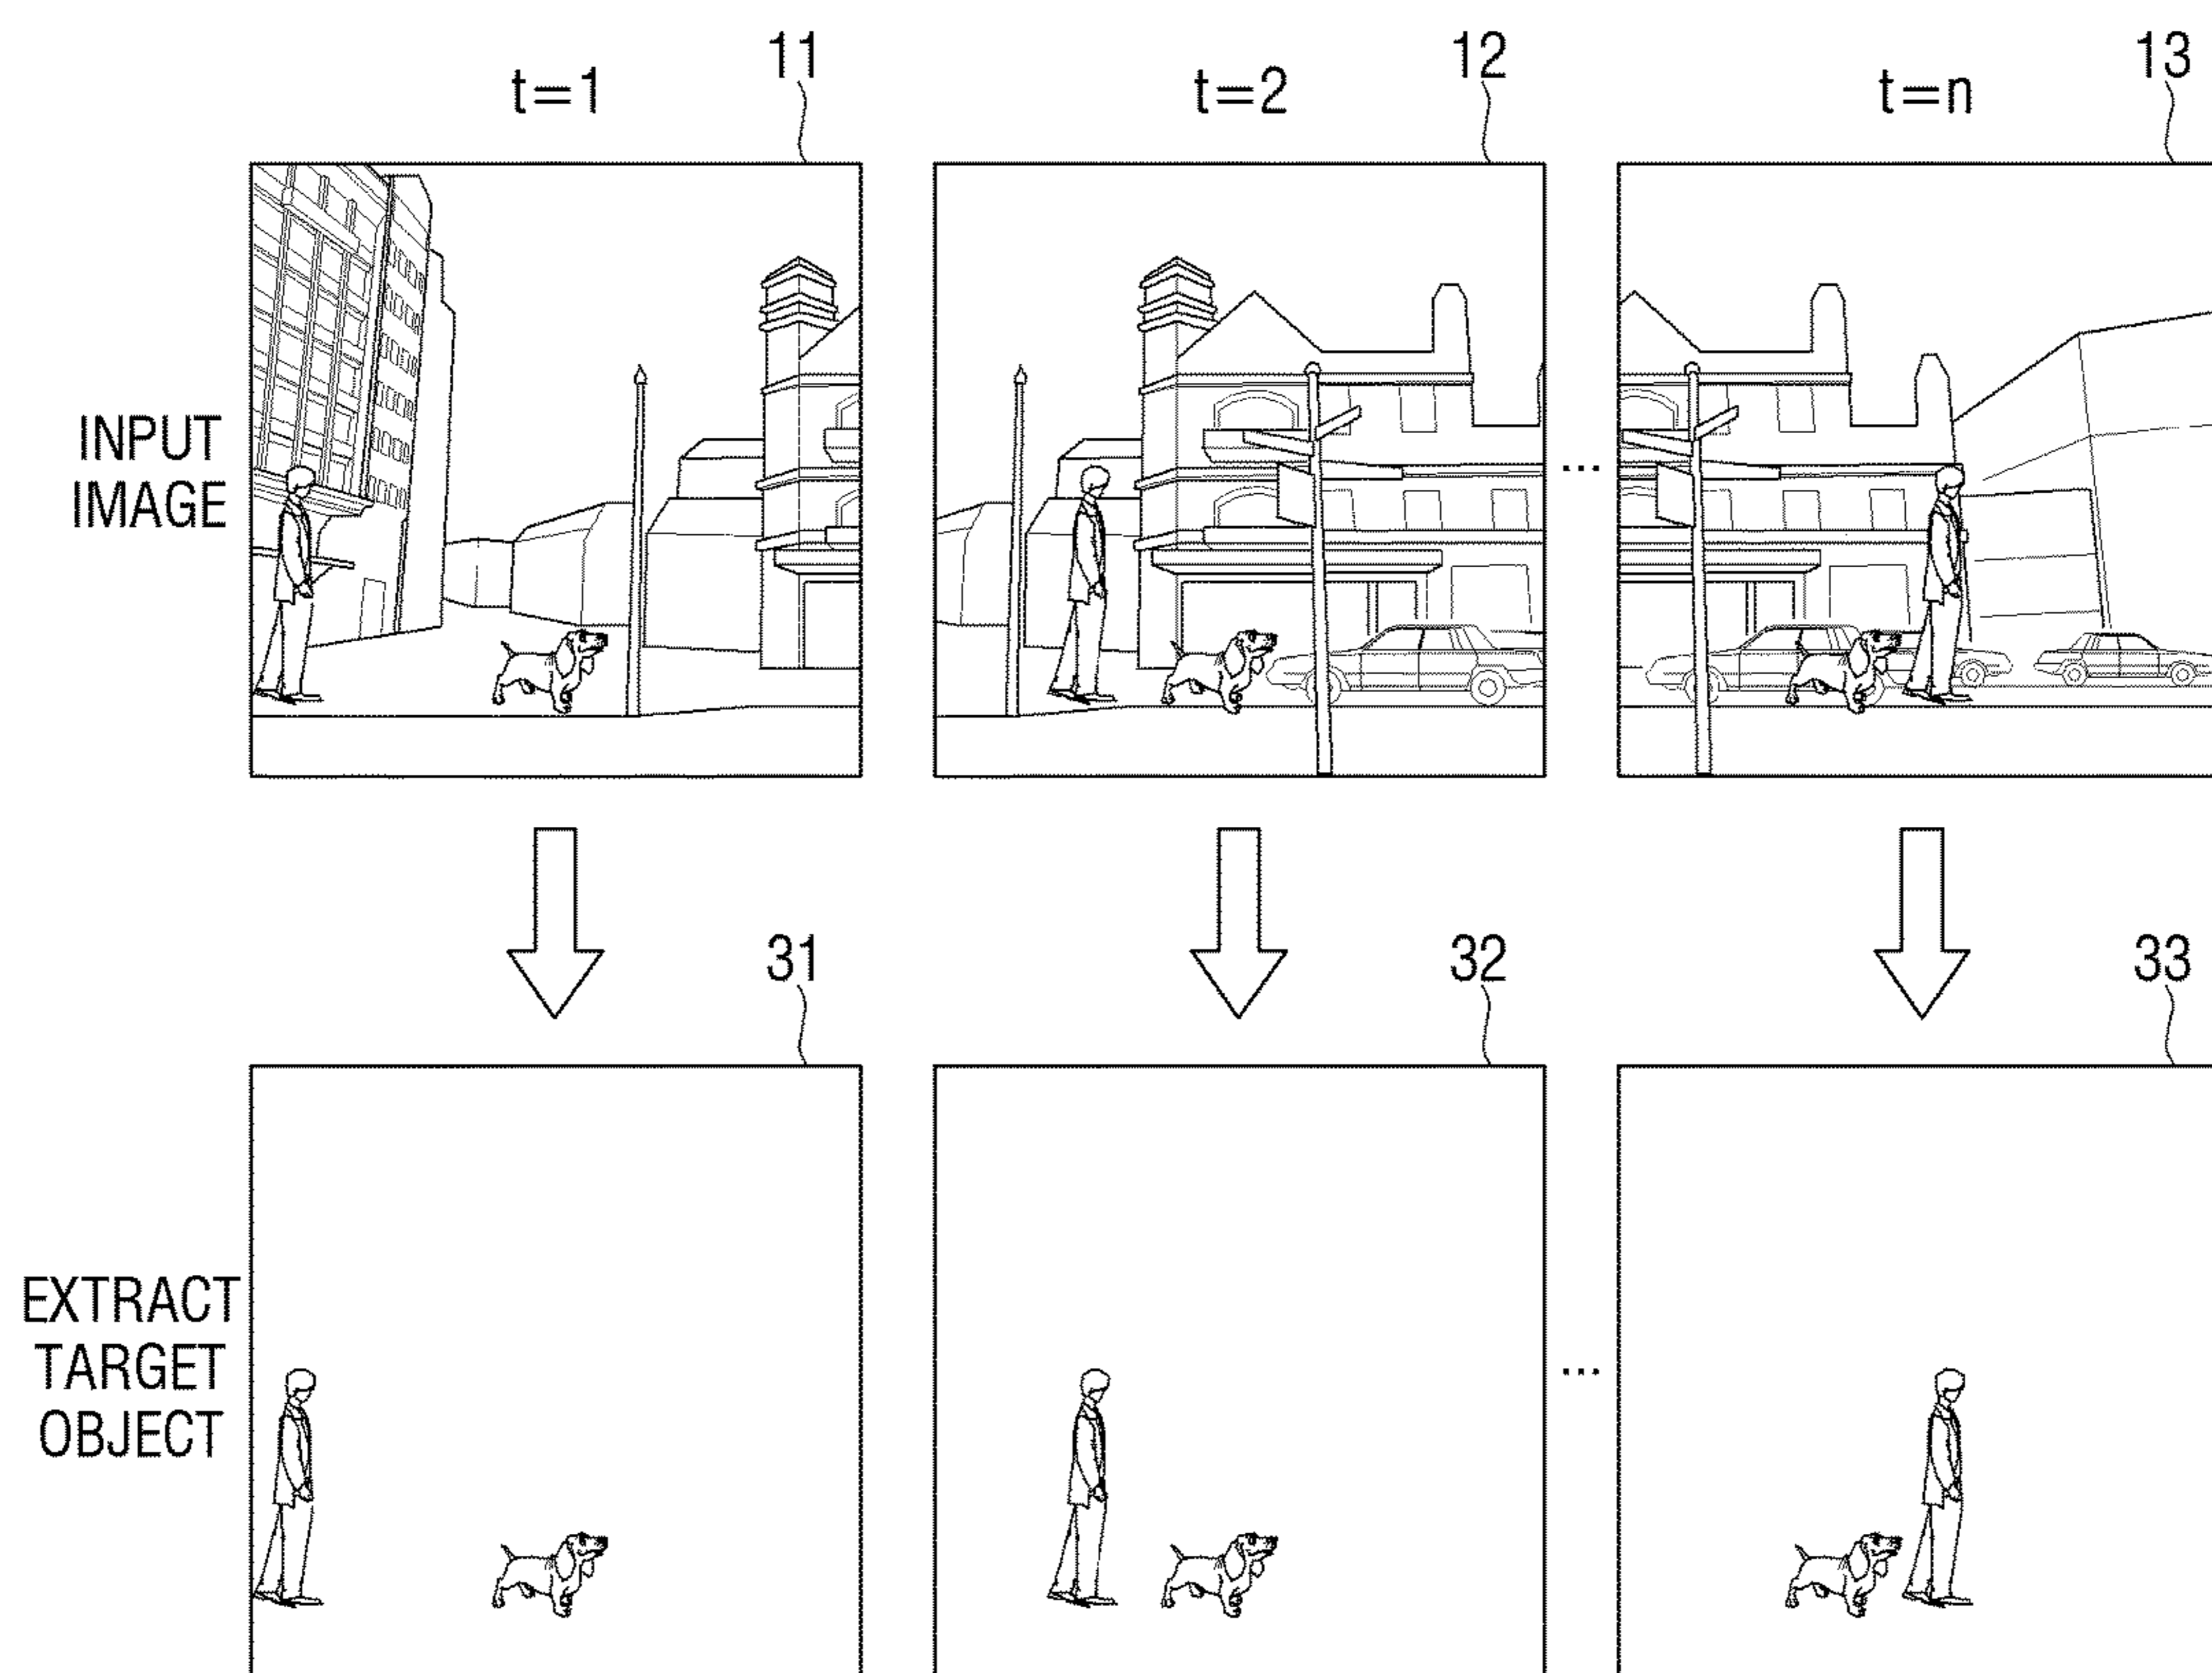 11
12
13
t=1
t=2
t=n
INPUT
IMAGE
...
31
32
33
EXTRACT
TARGET
OBJECT
...